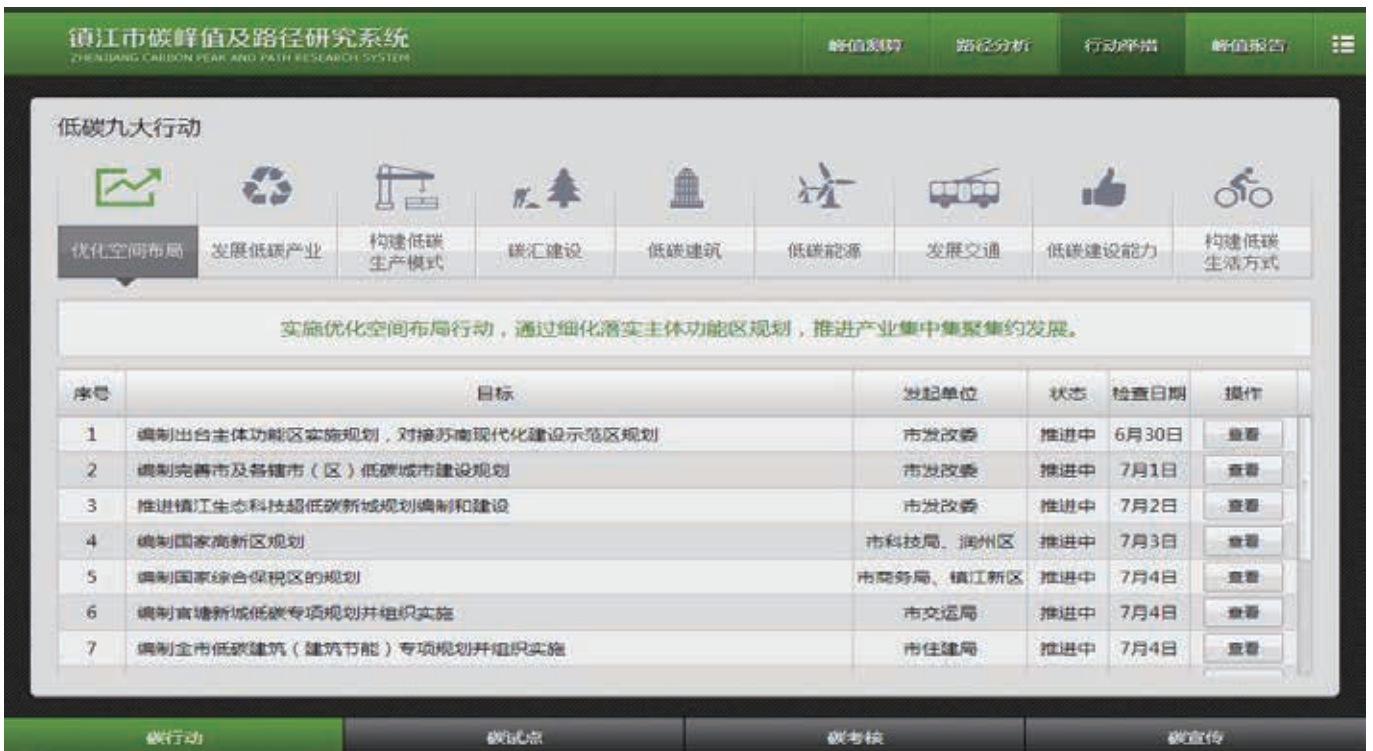 镇江市碳峰值及路径研究系统
ZHENJIANG CARBON PEAK AND PATH RESEARCH SYSTEM
峰值测算 路径分析 行动举措 峰值报告
低碳九大行动
优化空间布局 发展低碳产业 构建低碳生产模式 碳汇建设 低碳建筑 低碳能源 发展交通 低碳建设能力 构建低碳生活方式
实施优化空间布局行动，通过细化落实主体功能区规划，推进产业集中集聚集约发展。
序号 目标 发起单位 状态 检查日期 操作
1 编制出台主体功能区实施规划，对接苏南现代化建设示范区规划 市发改委 推进中 6月30日 查看
2 编制完善市及各辖市（区）低碳城市建设规划 市发改委 推进中 7月1日 查看
3 推进镇江生态科技超低碳新城规划编制和建设 市发改委 推进中 7月2日 查看
4 编制国家高新区规划 市科技局、润州区 推进中 7月3日 查看
5 编制国家综合保税区的规划 市商务局、镇江新区 推进中 7月4日 查看
6 编制官塘新城低碳专项规划并组织实施 市交运局 推进中 7月4日 查看
7 编制全市低碳建筑（建筑节能）专项规划并组织实施 市住建局 推进中 7月4日 查看
碳行动 碳试点 碳考核 碳宣传